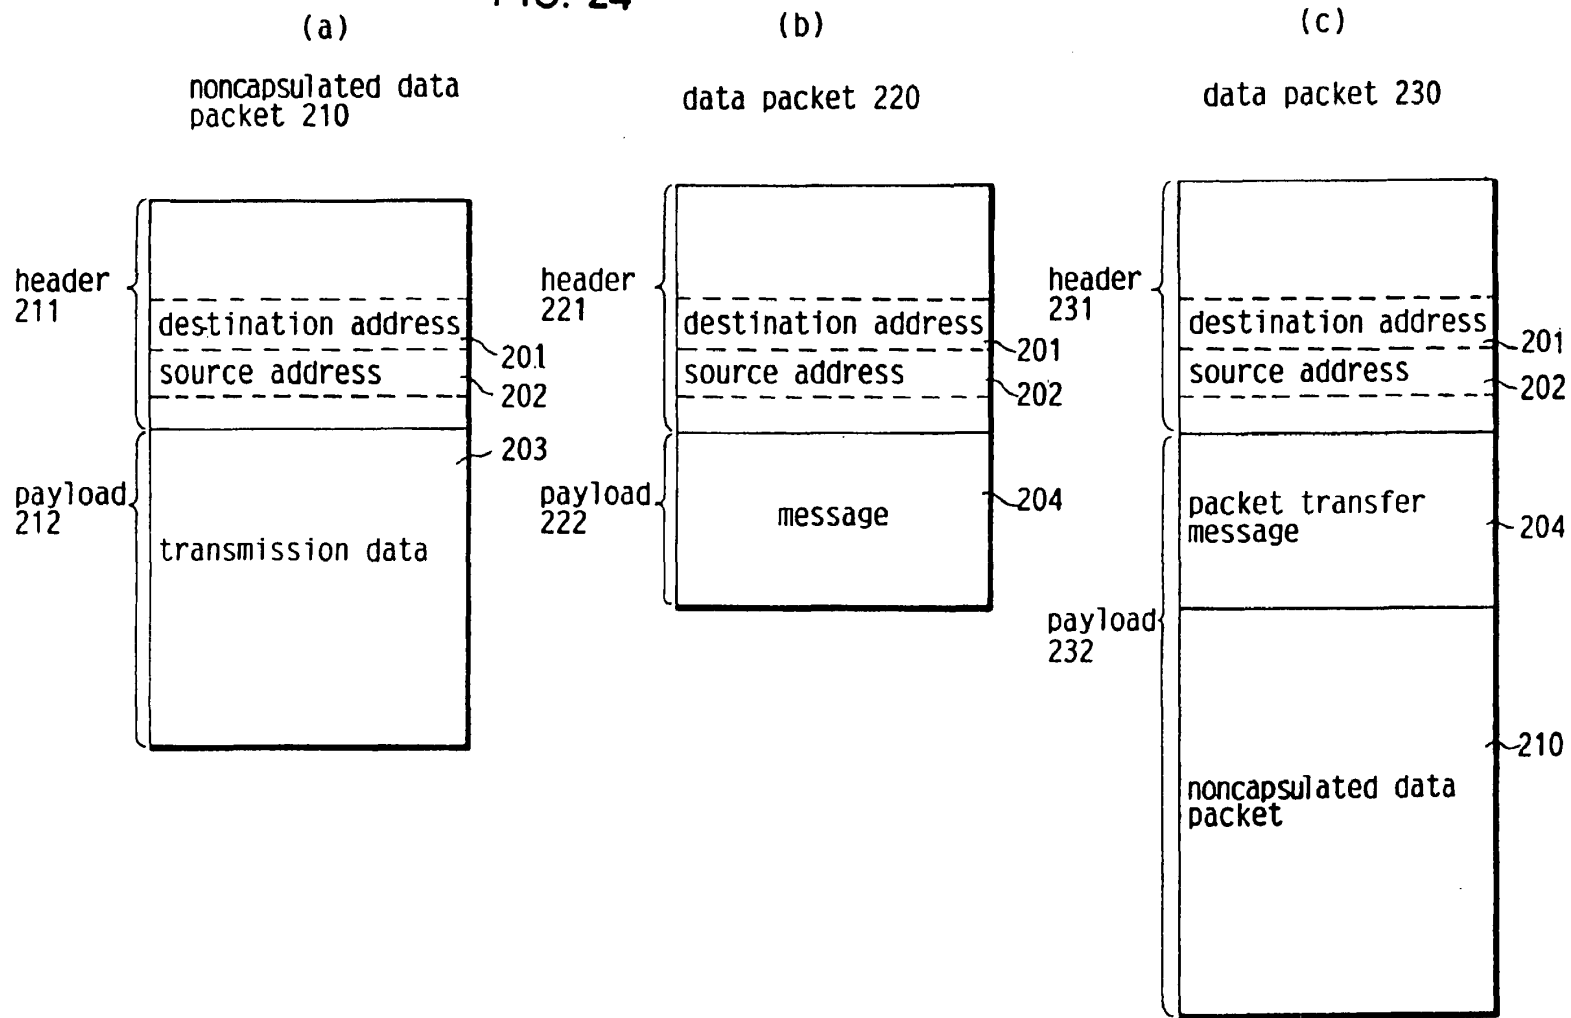 FIG. 24
(a)
noncapsulated data
packet 210
header
211
destination address
201
source address
202
203
payload
212
transmission data
(b)
data packet 220
header
221
destination address
201
source address
202
payload
222
message
204
(c)
data packet 230
header
231
destination address
201
source address
202
packet transfer
message
204
payload
232
210
noncapsulated data
packet